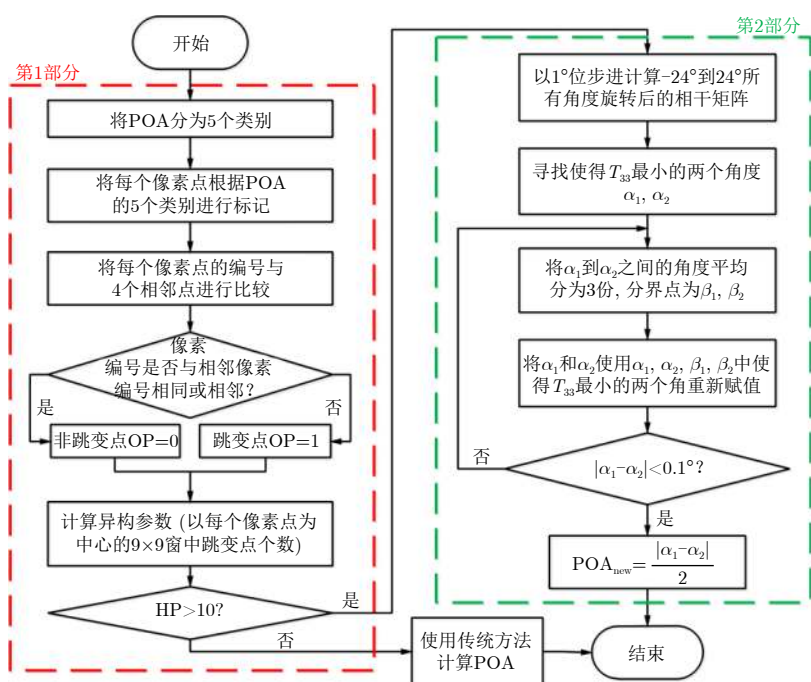 开始
第1部分
将POA分为5个类别
将每个像素点根据POA
的5个类别进行标记
将每个像素点的编号与
4个相邻点进行比较
像素
编号是否与相邻像素
编号相同或相邻？
是
否
非跳变点OP=0
跳变点OP=1
计算异构参数 (以每个像素点为
中心的9×9窗中跳变点个数)
HP>10?
是
否
使用传统方法
计算POA
第2部分
以1°位步进计算–24°到24°所
有角度旋转后的相干矩阵
寻找使得T₃₃最小的两个角度
α₁, α₂
将α₁到α₂之间的角度平均
分为3份, 分界点为β₁, β₂
将α₁和α₂使用α₁, α₂, β₁, β₂中使
得T₃₃最小的两个角重新赋值
否
|α₁–α₂|<0.1°?
是
POA_new = |α₁–α₂| / 2
结束